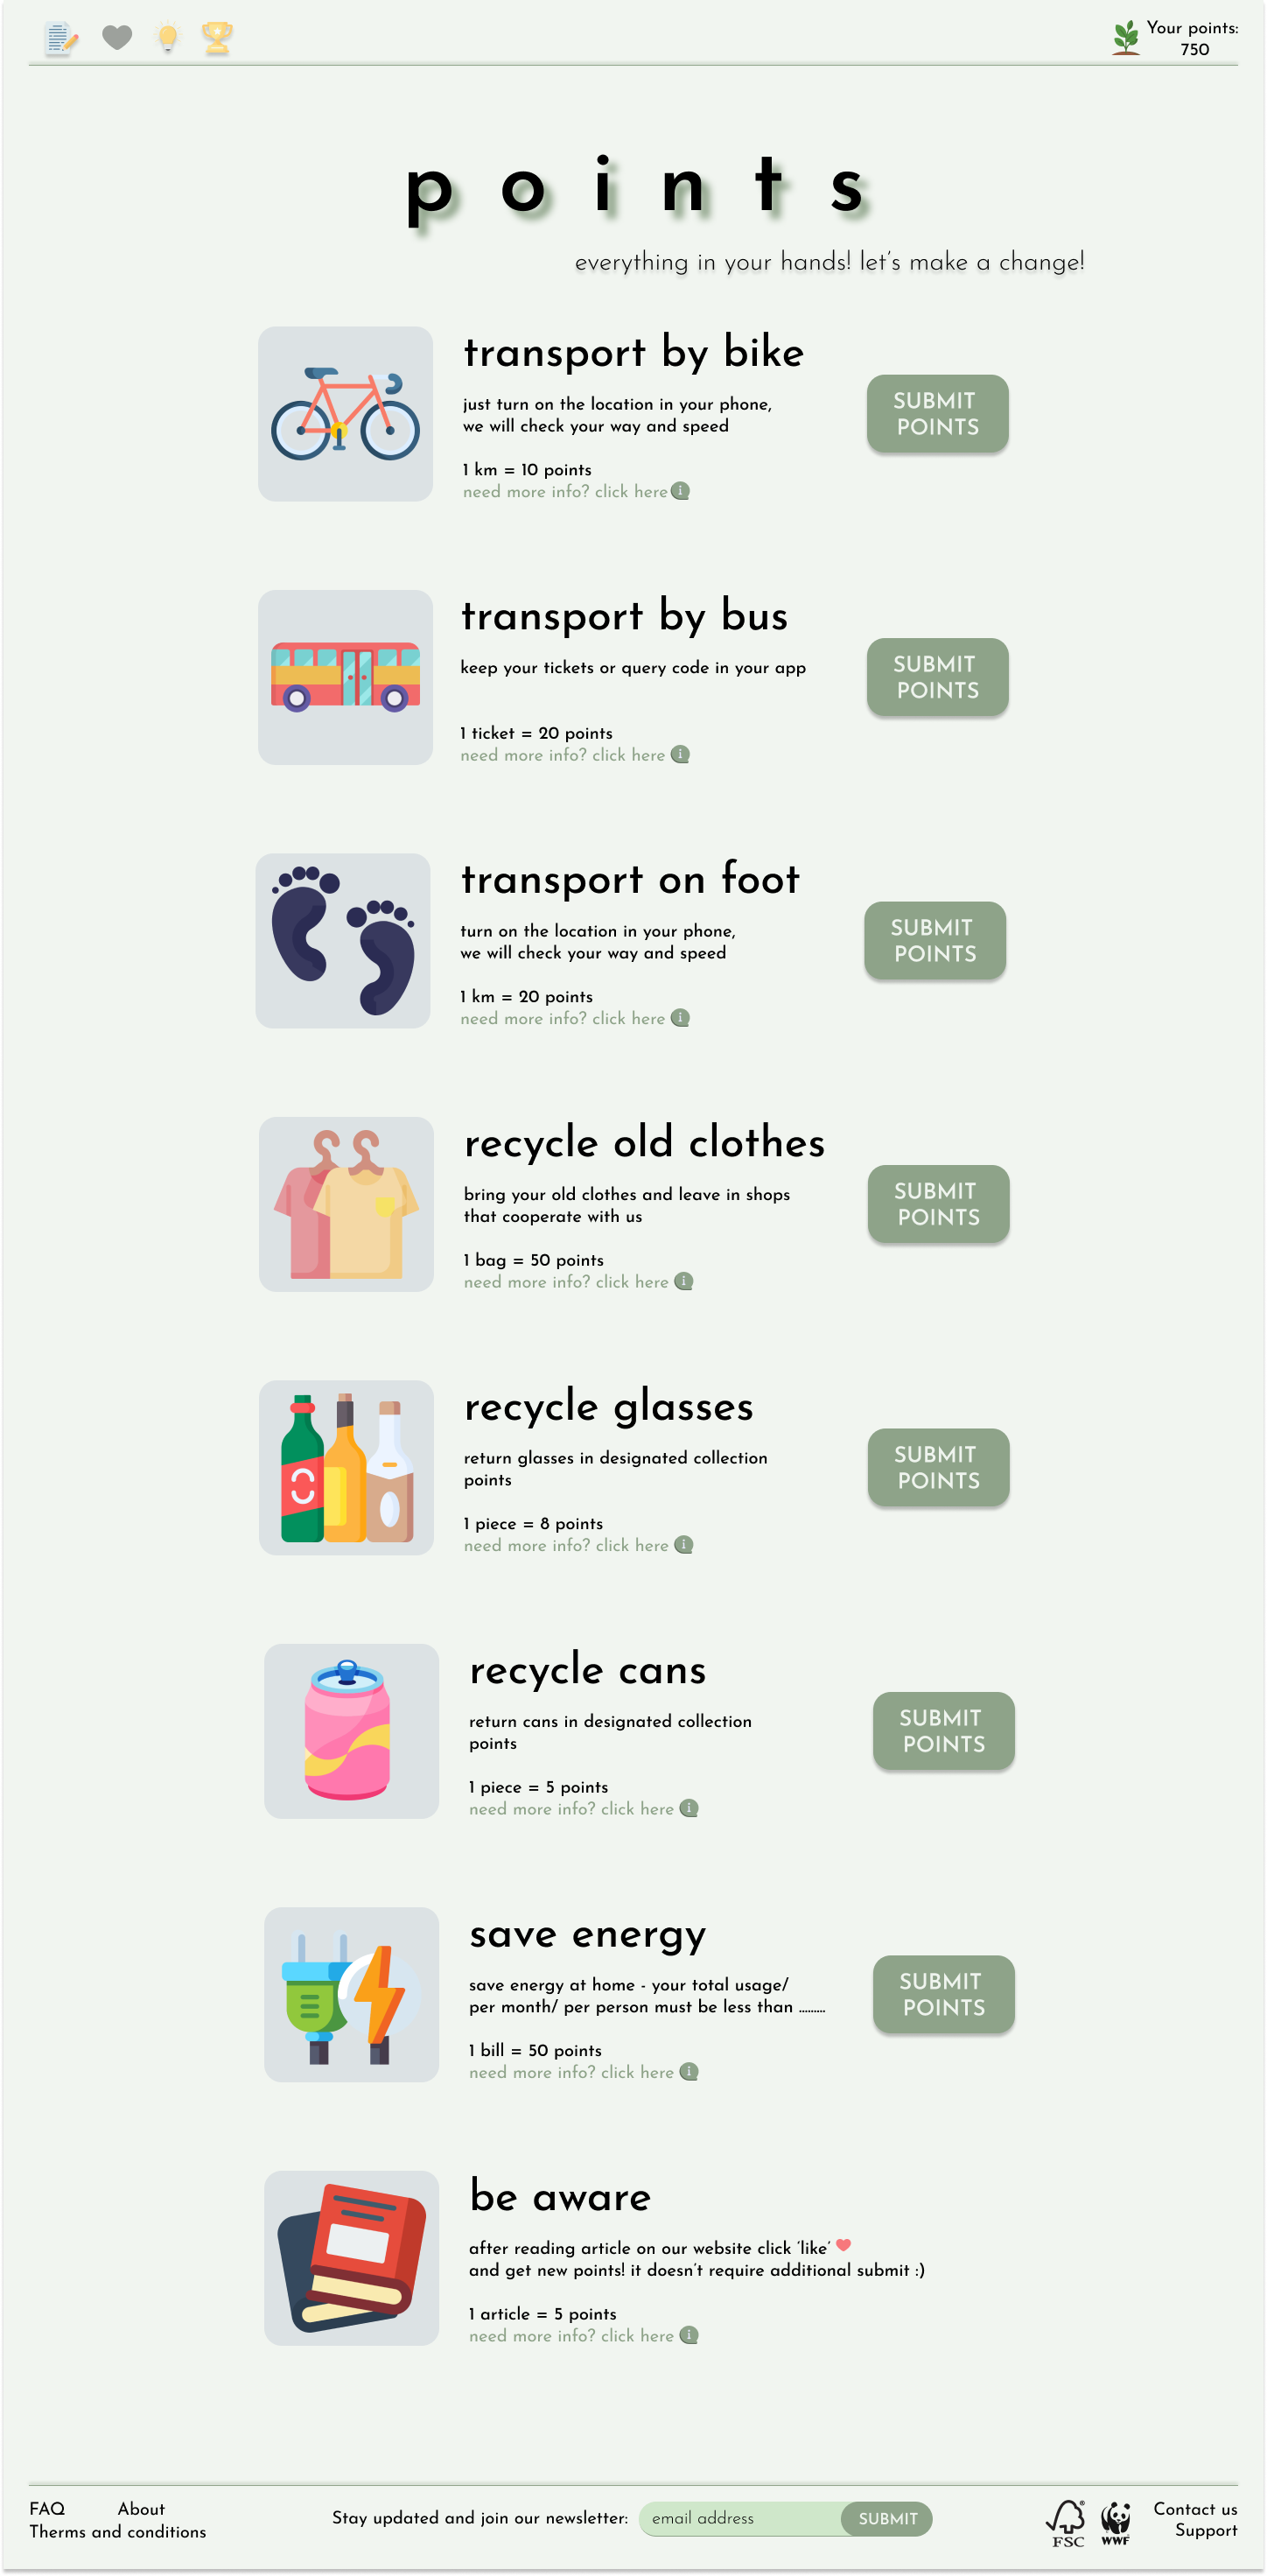 Your points:
750
points
everything in your hands! let's make a change!
transport by bike
just turn on the location in your phone,
we will check your way and speed
1 km = 10 points
need more info? click here
SUBMIT
POINTS
transport by bus
keep your tickets or query code in your app
1 ticket = 20 points
need more info? click here
SUBMIT
POINTS
transport on foot
turn on the location in your phone,
we will check your way and speed
1 km = 20 points
need more info? click here
SUBMIT
POINTS
recycle old clothes
bring your old clothes and leave in shops
that cooperate with us
1 bag = 50 points
need more info? click here
SUBMIT
POINTS
recycle glasses
return glasses in designated collection
points
1 piece = 8 points
need more info? click here
SUBMIT
POINTS
recycle cans
return cans in designated collection
points
1 piece = 5 points
need more info? click here
SUBMIT
POINTS
save energy
save energy at home - your total usage/
per month/ per person must be less than .........
1 bill = 50 points
need more info? click here
SUBMIT
POINTS
be aware
after reading article on our website click 'like'
and get new points! it doesn't require additional submit :)
1 article = 5 points
need more info? click here
FAQ About
Therms and conditions
Stay updated and join our newsletter:
email address
SUBMIT
FSC
WWF
Contact us
Support